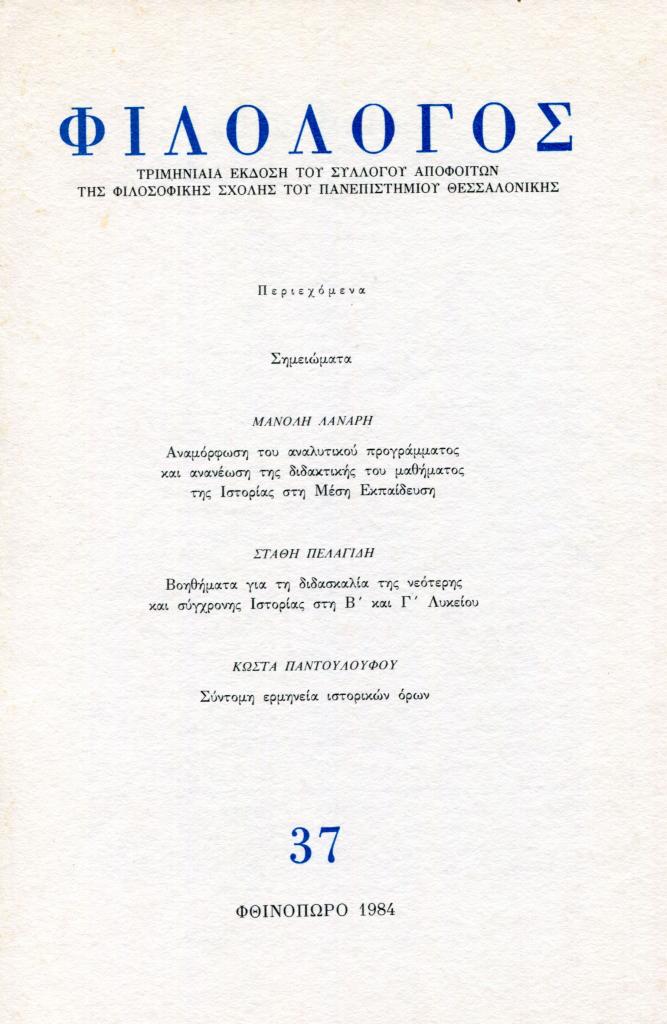 ΦΙΛΟΛΟΓΟΣ
ΤΡΙΜΗΝΙΑΙΑ ΕΚΔΟΣΗ ΤΟΥ ΣΥΛΛΟΓΟΥ ΑΠΟΦΟΙΤΩΝ
ΤΗΣ ΦΙΛΟΣΟΦΙΚΗΣ ΣΧΟΛΗΣ ΤΟΥ ΠΑΝΕΠΙΣΤΗΜΙΟΥ ΘΕΣΣΑΛΟΝΙΚΗΣ
Περιεχόμενα
Σημειώματα
ΜΑΝΟΛΗ ΛΑΝΑΡΗ
Αναμόρφωση του αναλυτικού προγράμματος
και ανανέωση της διδακτικής του μαθήματος
της Ιστορίας στη Μέση Εκπαίδευση
ΣΤΑΘΗ ΠΕΛΑΓΙΔΗ
Βοηθήματα για τη διδασκαλία της νεότερης
και σύγχρονης Ιστορίας στη Β΄ και Γ΄ Λυκείου
ΚΩΣΤΑ ΠΑΝΤΟΥΛΟΥΦΟΥ
Σύντομη ερμηνεία ιστορικών όρων
37
ΦΘΙΝΟΠΩΡΟ 1984